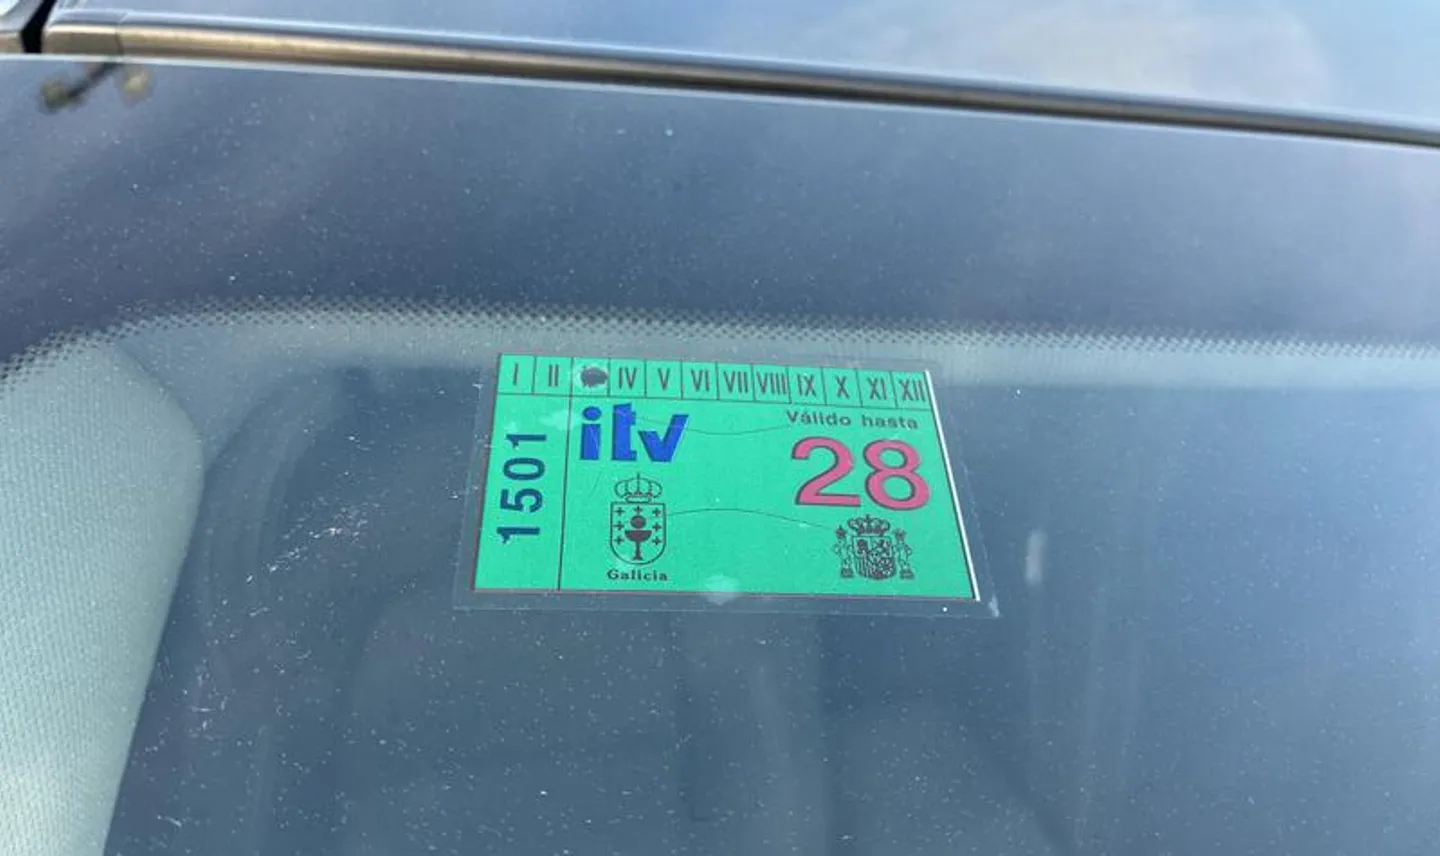 I II IV V VI VII VIII IX X XI XII
1501
itv
Válido hasta
28
Galicia